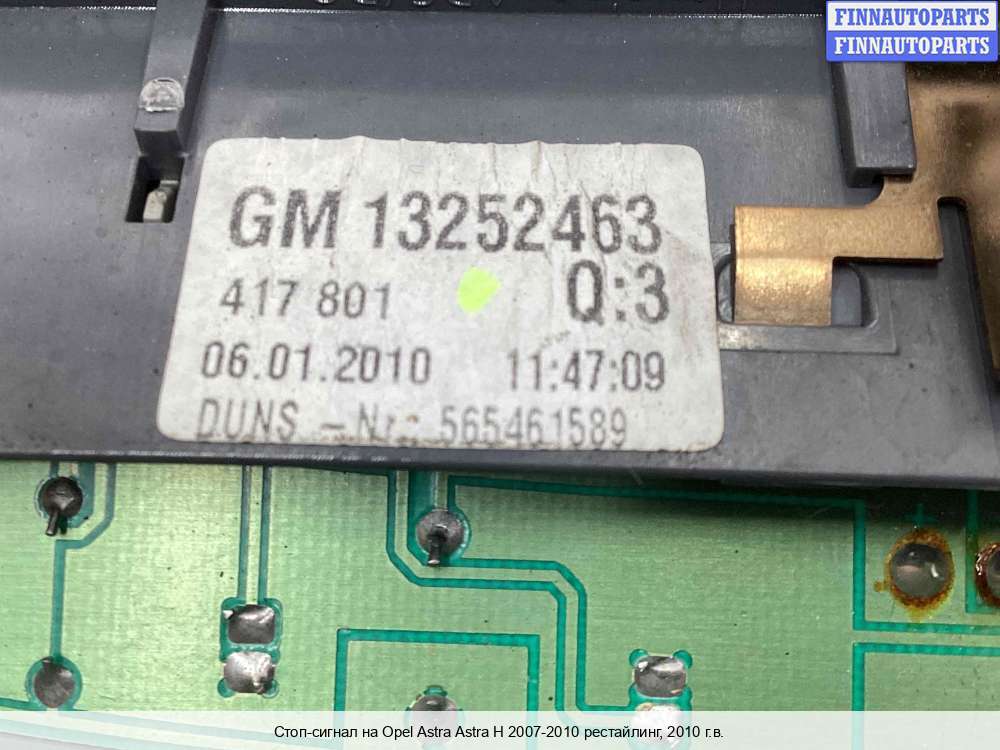 FINNAUTOPARTS
FINNAUTOPARTS
GM 13252463
417 801 Q:3
06.01.2010 11:47:09
DUNS - Nr.: 565461589
Стоп-сигнал на Opel Astra Astra H 2007-2010 рестайлинг, 2010 г.в.